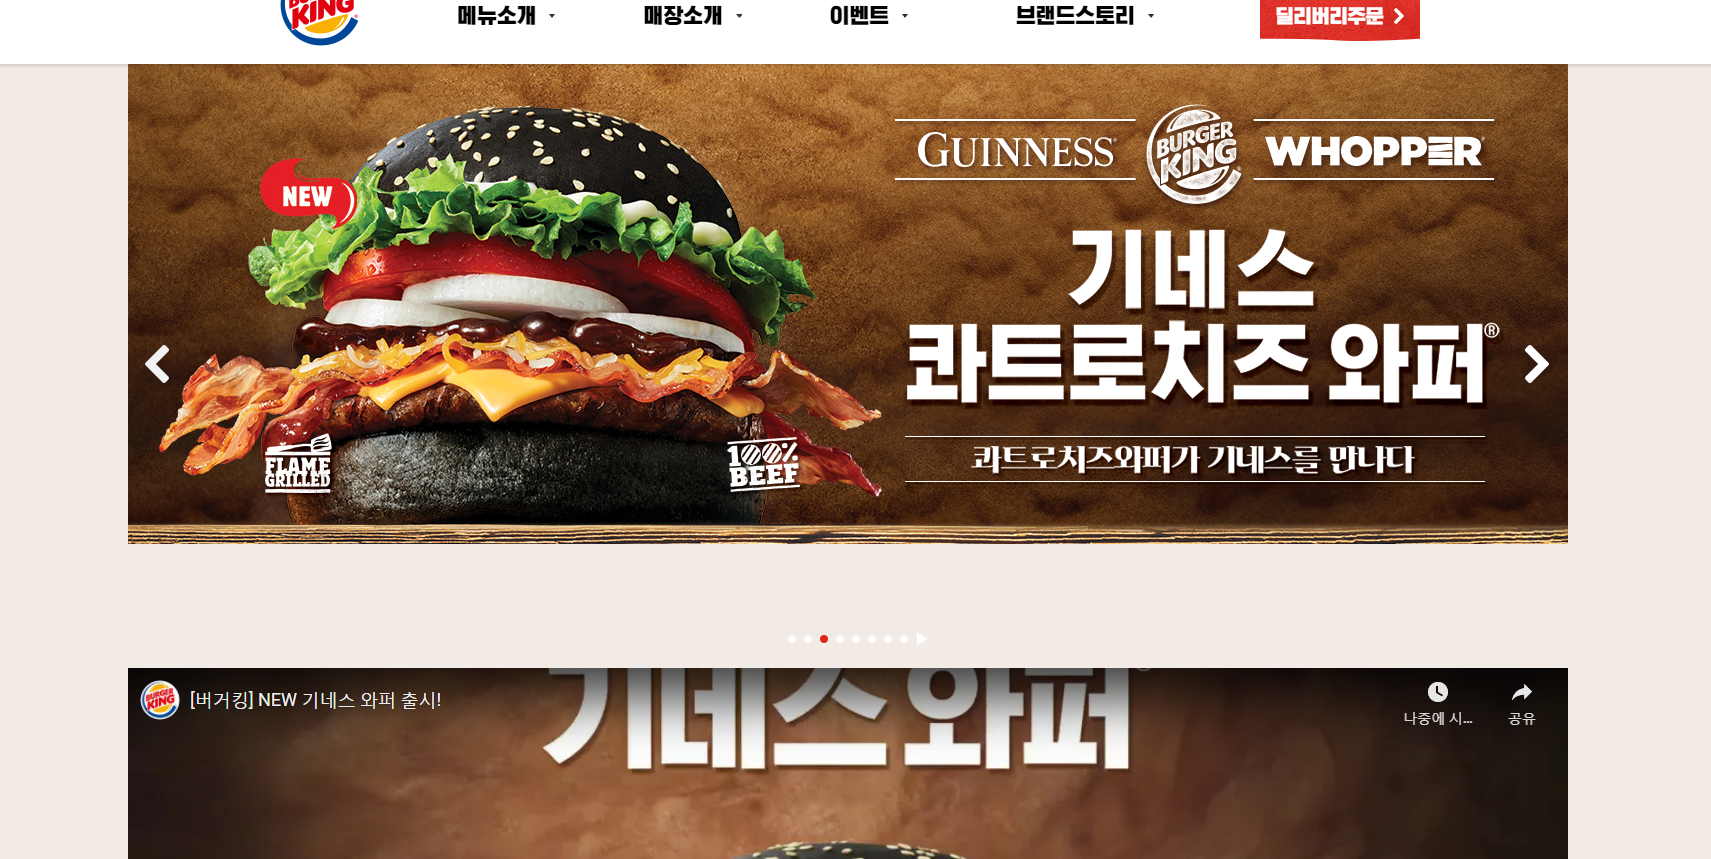 BURGER KING
메뉴소개
매장소개
이벤트
브랜드스토리
딜리버리주문
NEW
GUINNESS
BURGER KING
WHOPPER
기네스
콰트로치즈 와퍼®
콰트로치즈와퍼가 기네스를 만나다
FLAME
GRILLED
100%
BEEF
BURGER KING
[버거킹] NEW 기네스 와퍼 출시!
나중에 시...
공유
기네스 와퍼